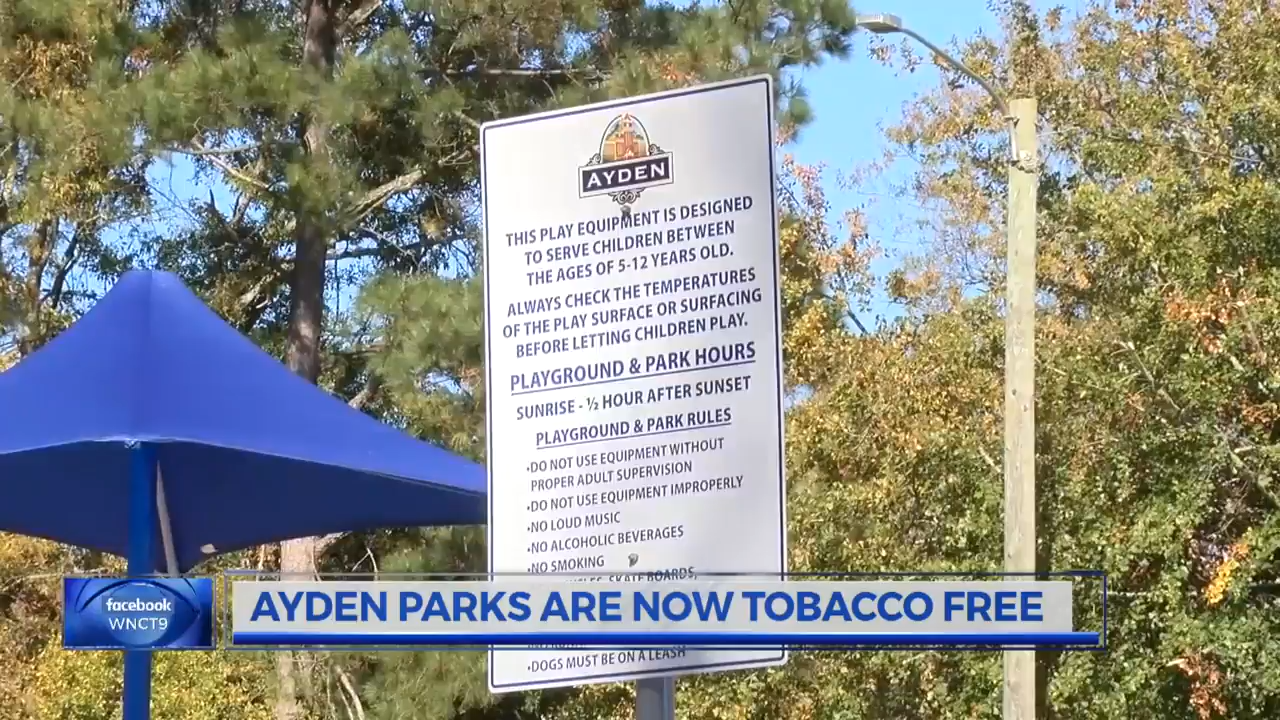 AYDEN
THIS PLAY EQUIPMENT IS DESIGNED
TO SERVE CHILDREN BETWEEN
THE AGES OF 5-12 YEARS OLD.
ALWAYS CHECK THE TEMPERATURES
OF THE PLAY SURFACE OR SURFACING
BEFORE LETTING CHILDREN PLAY.
PLAYGROUND & PARK HOURS
SUNRISE - ½ HOUR AFTER SUNSET
PLAYGROUND & PARK RULES
•DO NOT USE EQUIPMENT WITHOUT
PROPER ADULT SUPERVISION
•DO NOT USE EQUIPMENT IMPROPERLY
•NO LOUD MUSIC
•NO ALCOHOLIC BEVERAGES
•NO SMOKING
SKATE BOARDS,
•DOGS MUST BE ON A LEASH
facebook
WNCT9
AYDEN PARKS ARE NOW TOBACCO FREE